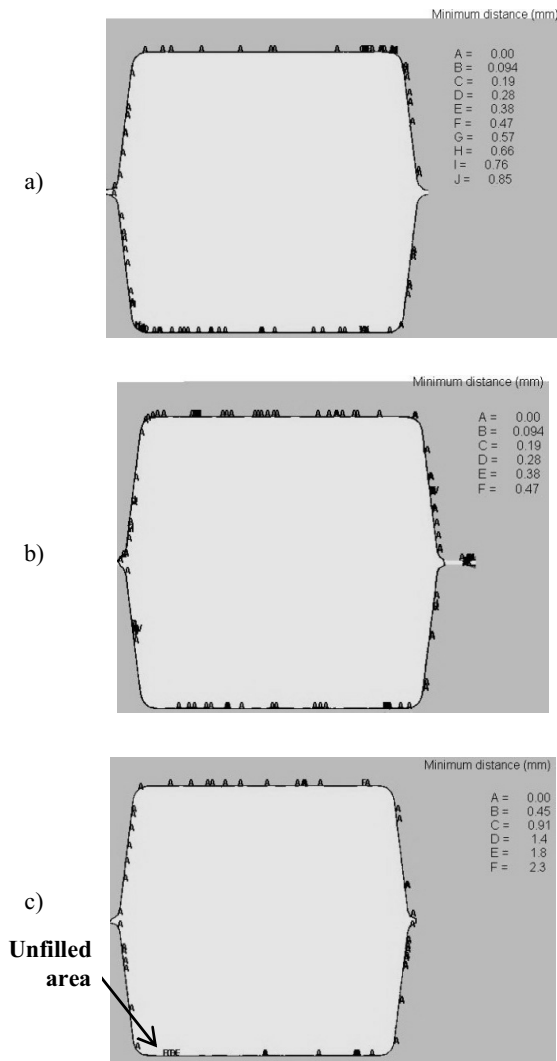 Minimum distance (mm)
A = 0.00
B = 0.094
C = 0.19
D = 0.28
E = 0.38
F = 0.47
G = 0.57
H = 0.66
I = 0.76
J = 0.85
a)
Minimum distance (mm)
A = 0.00
B = 0.094
C = 0.19
D = 0.28
E = 0.38
F = 0.47
b)
Minimum distance (mm)
A = 0.00
B = 0.45
C = 0.91
D = 1.4
E = 1.8
F = 2.3
c)
Unfilled
area